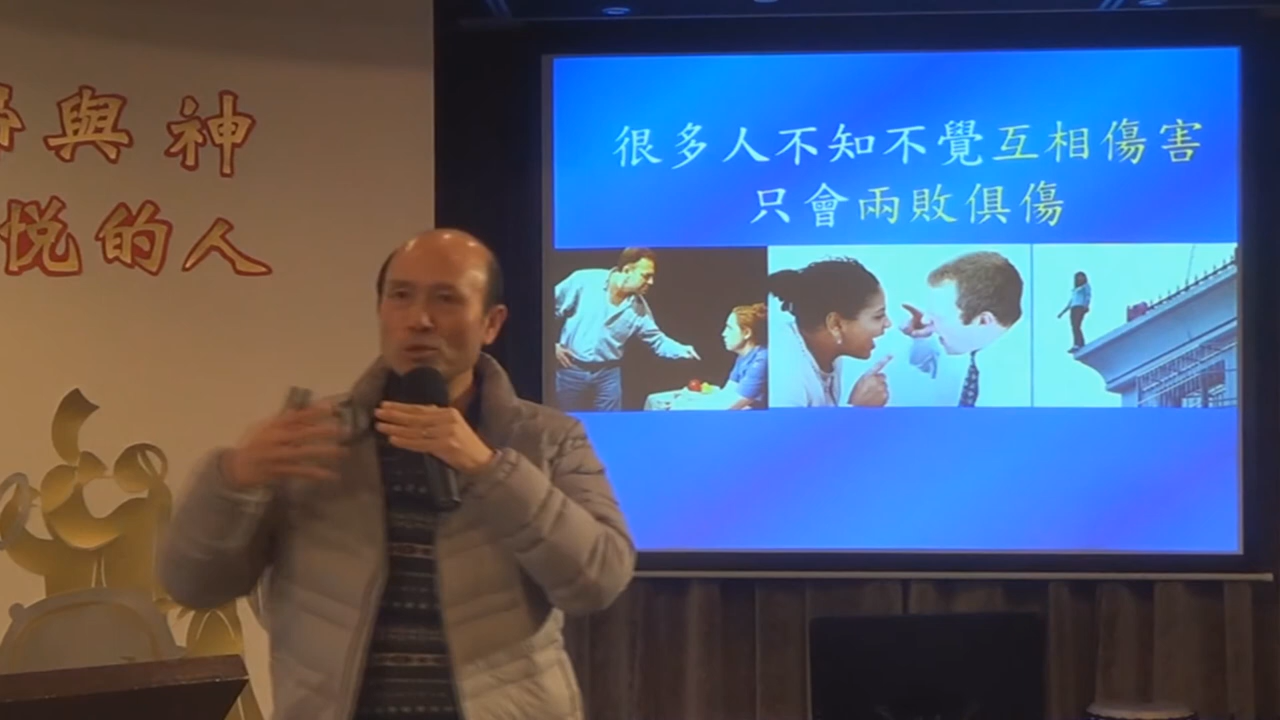 與神
悅的人
很多人不知不覺互相傷害
只會兩敗俱傷